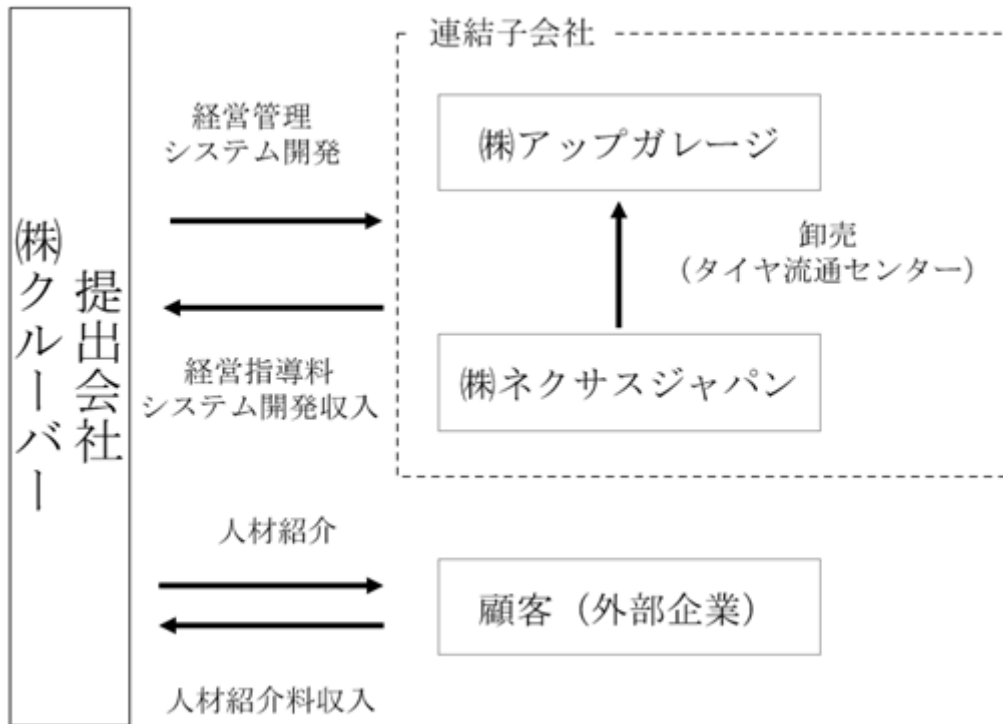 提出会社
㈱クルーバー
経営管理
システム開発
経営指導料
システム開発収入
連結子会社
㈱アップガレージ
卸売
（タイヤ流通センター）
㈱ネクサスジャパン
人材紹介
顧客（外部企業）
人材紹介料収入